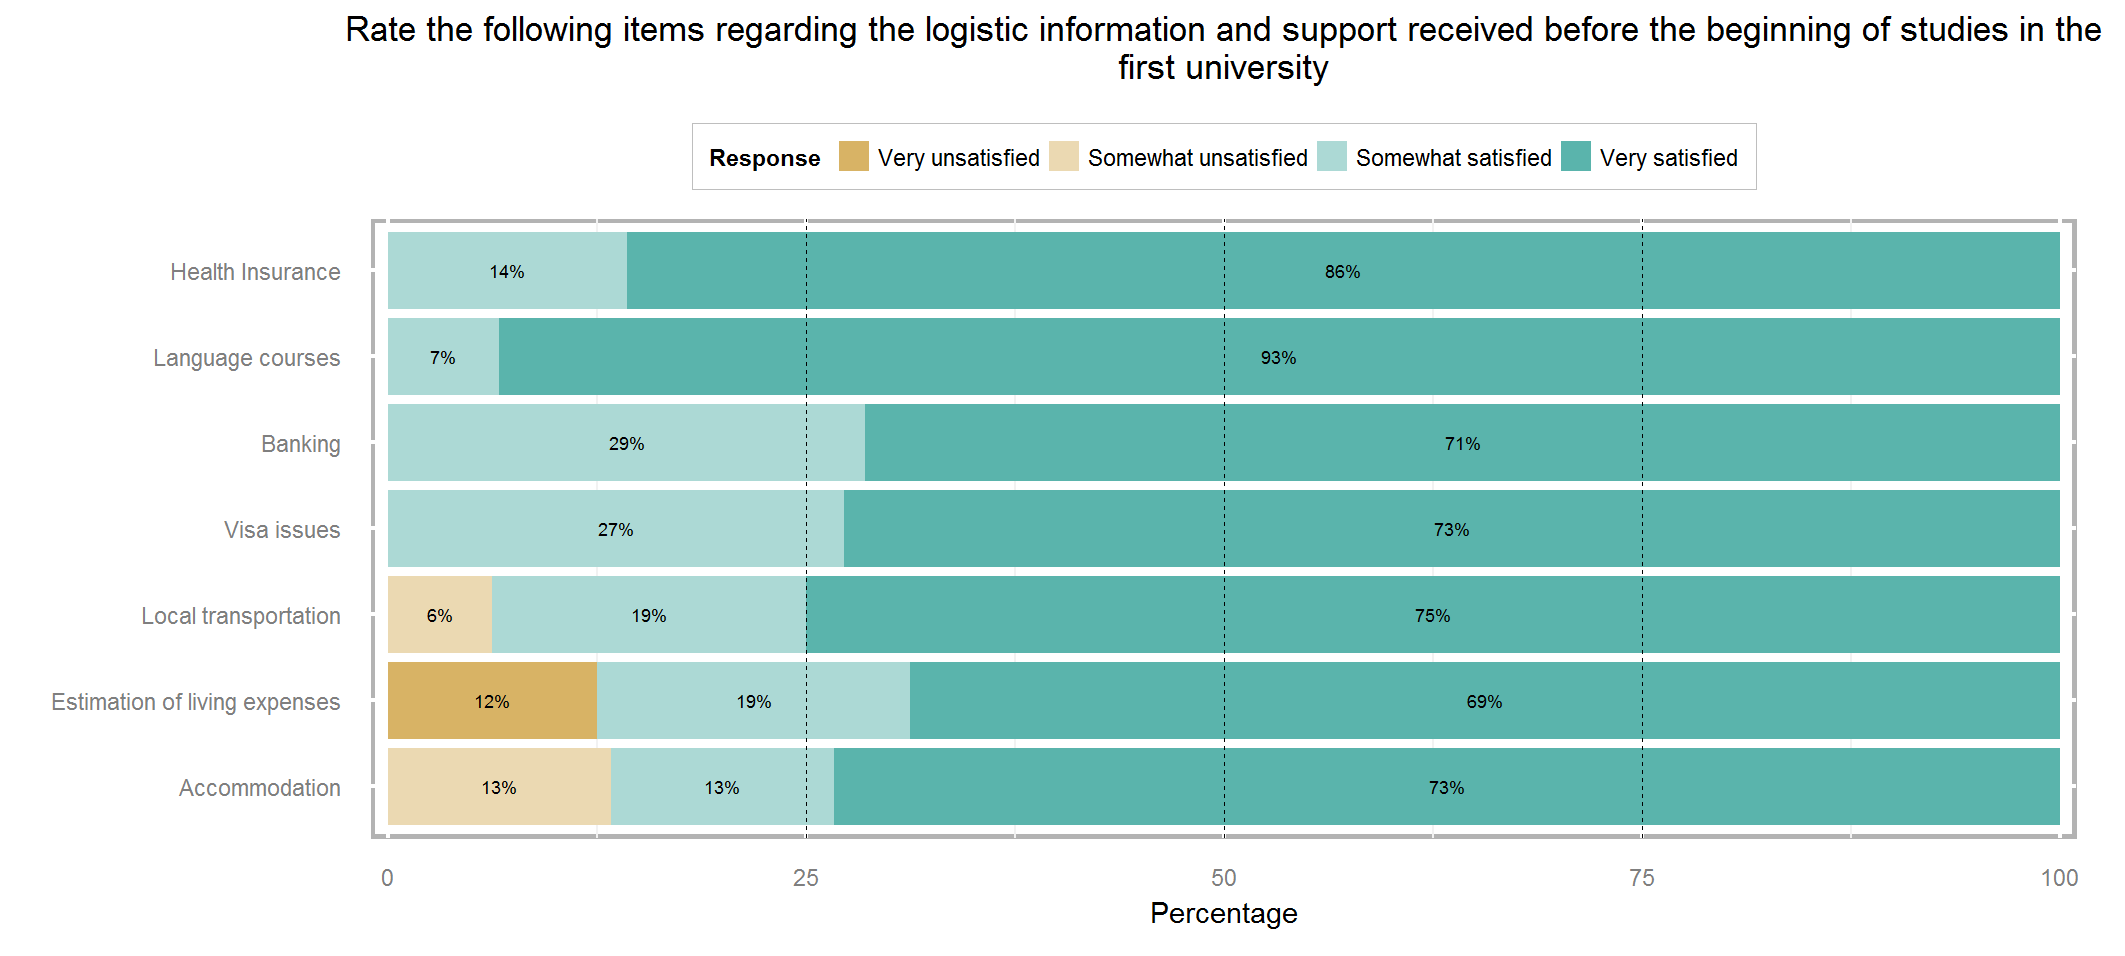 Rate the following items regarding the logistic information and support received before the beginning of studies in the
first university
Response Very unsatisfied Somewhat unsatisfied Somewhat satisfied Very satisfied
Health Insurance 14% 86%
Language courses 7% 93%
Banking 29% 71%
Visa issues 27% 73%
Local transportation 6% 19% 75%
Estimation of living expenses 12% 19% 69%
Accommodation 13% 13% 73%
0 25 50 75 100
Percentage